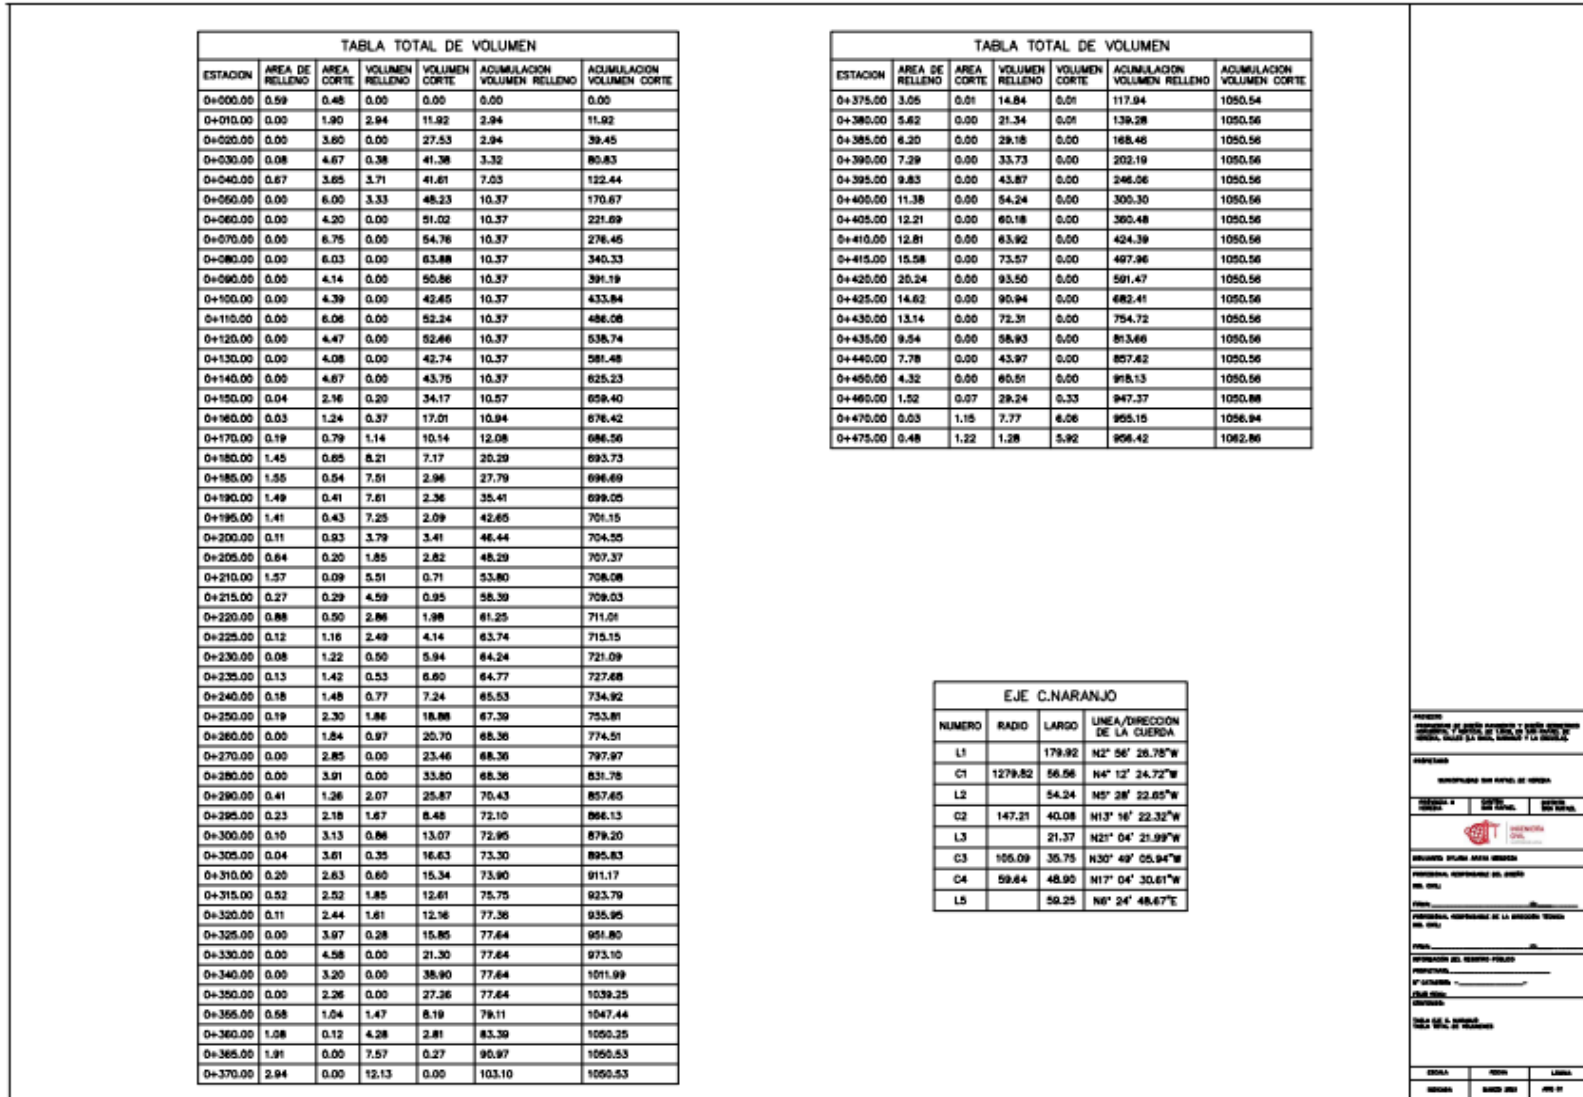 TABLA TOTAL DE VOLUMEN
ESTACION AREA DE RELLENO AREA CORTE VOLUMEN RELLENO VOLUMEN CORTE ACUMULACION VOLUMEN RELLENO ACUMULACION VOLUMEN CORTE
0+000.00 0.59 0.48 0.00 0.00 0.00 0.00
0+010.00 0.00 1.90 2.94 11.92 2.94 11.92
0+020.00 0.00 3.60 0.00 27.53 2.94 39.45
0+030.00 0.08 4.67 0.38 41.38 3.32 80.83
0+040.00 0.67 3.65 3.71 41.61 7.03 122.44
0+050.00 0.00 6.00 3.33 48.23 10.37 170.67
0+060.00 0.00 4.20 0.00 51.02 10.37 221.69
0+070.00 0.00 6.75 0.00 54.76 10.37 276.45
0+080.00 0.00 6.03 0.00 63.88 10.37 340.33
0+090.00 0.00 4.14 0.00 50.86 10.37 391.19
0+100.00 0.00 4.39 0.00 42.65 10.37 433.84
0+110.00 0.00 6.06 0.00 52.24 10.37 486.08
0+120.00 0.00 4.47 0.00 52.66 10.37 538.74
0+130.00 0.00 4.08 0.00 42.74 10.37 581.48
0+140.00 0.00 4.67 0.00 43.75 10.37 625.23
0+150.00 0.04 2.16 0.20 34.17 10.57 659.40
0+160.00 0.03 1.24 0.37 17.01 10.94 676.42
0+170.00 0.19 0.79 1.14 10.14 12.08 686.56
0+180.00 1.45 0.65 8.21 7.17 20.29 693.73
0+185.00 1.55 0.54 7.51 2.96 27.79 696.69
0+190.00 1.49 0.41 7.61 2.36 35.41 699.05
0+195.00 1.41 0.43 7.25 2.09 42.65 701.15
0+200.00 0.11 0.93 3.79 3.41 46.44 704.55
0+205.00 0.64 0.20 1.85 2.82 48.29 707.37
0+210.00 1.57 0.09 5.51 0.71 53.80 708.08
0+215.00 0.27 0.29 4.59 0.95 58.39 709.03
0+220.00 0.88 0.50 2.86 1.98 61.25 711.01
0+225.00 0.12 1.16 2.49 4.14 63.74 715.15
0+230.00 0.08 1.22 0.50 5.94 64.24 721.09
0+235.00 0.13 1.42 0.53 6.60 64.77 727.68
0+240.00 0.18 1.48 0.77 7.24 65.53 734.92
0+250.00 0.19 2.30 1.86 18.88 67.39 753.81
0+260.00 0.00 1.84 0.97 20.70 68.36 774.51
0+270.00 0.00 2.85 0.00 23.46 68.36 797.97
0+280.00 0.00 3.91 0.00 33.80 68.36 831.78
0+290.00 0.41 1.26 2.07 25.87 70.43 857.65
0+295.00 0.23 2.18 1.67 8.48 72.10 866.13
0+300.00 0.10 3.13 0.86 13.07 72.95 879.20
0+305.00 0.04 3.61 0.35 16.63 73.30 895.83
0+310.00 0.20 2.63 0.60 15.34 73.90 911.17
0+315.00 0.52 2.52 1.85 12.61 75.75 923.79
0+320.00 0.11 2.44 1.61 12.16 77.36 935.95
0+325.00 0.00 3.97 0.28 15.85 77.64 951.80
0+330.00 0.00 4.58 0.00 21.30 77.64 973.10
0+340.00 0.00 3.20 0.00 38.90 77.64 1011.99
0+350.00 0.00 2.26 0.00 27.26 77.64 1039.25
0+355.00 0.58 1.04 1.47 8.19 79.11 1047.44
0+360.00 1.08 0.12 4.28 2.81 83.39 1050.25
0+365.00 1.91 0.00 7.57 0.27 90.97 1050.53
0+370.00 2.94 0.00 12.13 0.00 103.10 1050.53
TABLA TOTAL DE VOLUMEN
ESTACION AREA DE RELLENO AREA CORTE VOLUMEN RELLENO VOLUMEN CORTE ACUMULACION VOLUMEN RELLENO ACUMULACION VOLUMEN CORTE
0+375.00 3.05 0.01 14.84 0.01 117.94 1050.54
0+380.00 5.62 0.00 21.34 0.01 139.28 1050.56
0+385.00 6.20 0.00 29.18 0.00 168.46 1050.56
0+390.00 7.29 0.00 33.73 0.00 202.19 1050.56
0+395.00 9.83 0.00 43.87 0.00 246.06 1050.56
0+400.00 11.38 0.00 54.24 0.00 300.30 1050.56
0+405.00 12.21 0.00 60.18 0.00 360.48 1050.56
0+410.00 12.81 0.00 63.92 0.00 424.39 1050.56
0+415.00 15.58 0.00 73.57 0.00 497.96 1050.56
0+420.00 20.24 0.00 93.50 0.00 591.47 1050.56
0+425.00 14.62 0.00 90.94 0.00 682.41 1050.56
0+430.00 13.14 0.00 72.31 0.00 754.72 1050.56
0+435.00 9.54 0.00 58.93 0.00 813.66 1050.56
0+440.00 7.78 0.00 43.97 0.00 857.62 1050.56
0+450.00 4.32 0.00 60.51 0.00 918.13 1050.56
0+460.00 1.52 0.07 29.24 0.33 947.37 1050.88
0+470.00 0.03 1.15 7.77 6.06 955.15 1056.94
0+475.00 0.48 1.22 1.28 5.92 956.42 1062.86
EJE C.NARANJO
NUMERO RADIO LARGO LINEA/DIRECCION DE LA CUERDA
L1 179.92 N2° 56' 26.78"W
C1 1279.82 56.56 N4° 12' 24.72"W
L2 54.24 N5° 28' 22.65"W
C2 147.21 40.08 N13° 16' 22.32"W
L3 21.37 N21° 04' 21.99"W
C3 105.09 35.75 N30° 49' 05.94"W
C4 59.64 48.90 N17° 04' 30.61"W
L5 59.25 N6° 24' 48.67"E
PROYECTO
PROPIETARIO
MUNICIPALIDAD SAN RAFAEL DE HEREDIA
INGENIERIA
CIVIL
PROFESIONAL RESPONSABLE DEL DISEÑO
ING. CIVIL:
FIRMA:
PROFESIONAL RESPONSABLE DE LA DIRECCIÓN TECNICA
ING. CIVIL:
FIRMA:
INFORMACIÓN DEL REGISTRO PÚBLICO
PROPIETARIO:
N° CATASTRO:
CONTENIDO:
TABLA EJE C. NARANJO
TABLA TOTAL DE VOLUMENES
ESCALA FECHA LÁMINA
INDICADA